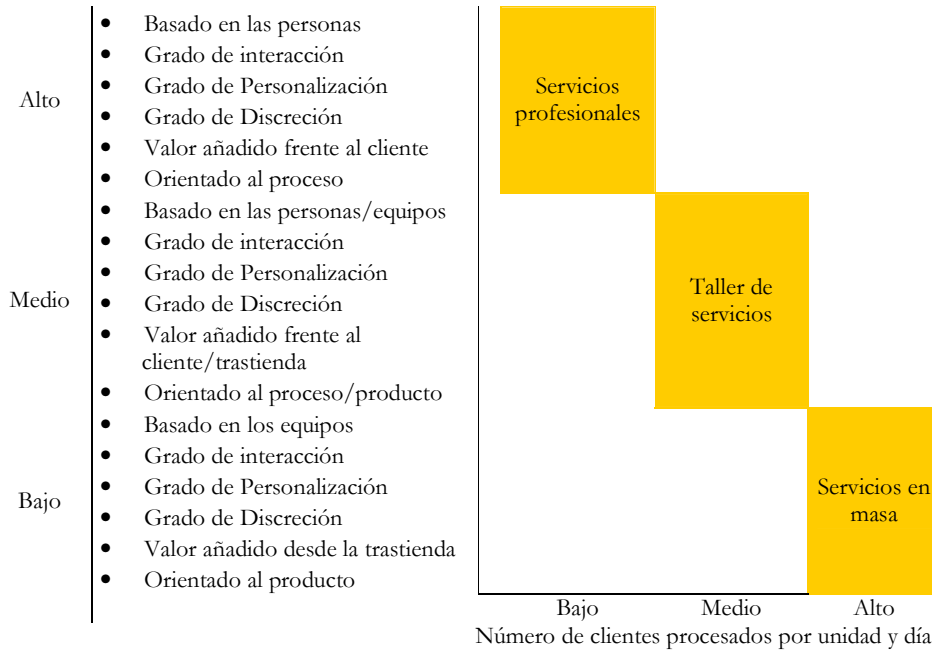 Alto
• Basado en las personas
• Grado de interacción
• Grado de Personalización
• Grado de Discreción
• Valor añadido frente al cliente
• Orientado al proceso
Medio
• Basado en las personas/equipos
• Grado de interacción
• Grado de Personalización
• Grado de Discreción
• Valor añadido frente al
cliente/trastienda
• Orientado al proceso/producto
Bajo
• Basado en los equipos
• Grado de interacción
• Grado de Personalización
• Grado de Discreción
• Valor añadido desde la trastienda
• Orientado al producto
Servicios
profesionales
Taller de
servicios
Servicios en
masa
Bajo Medio Alto
Número de clientes procesados por unidad y día